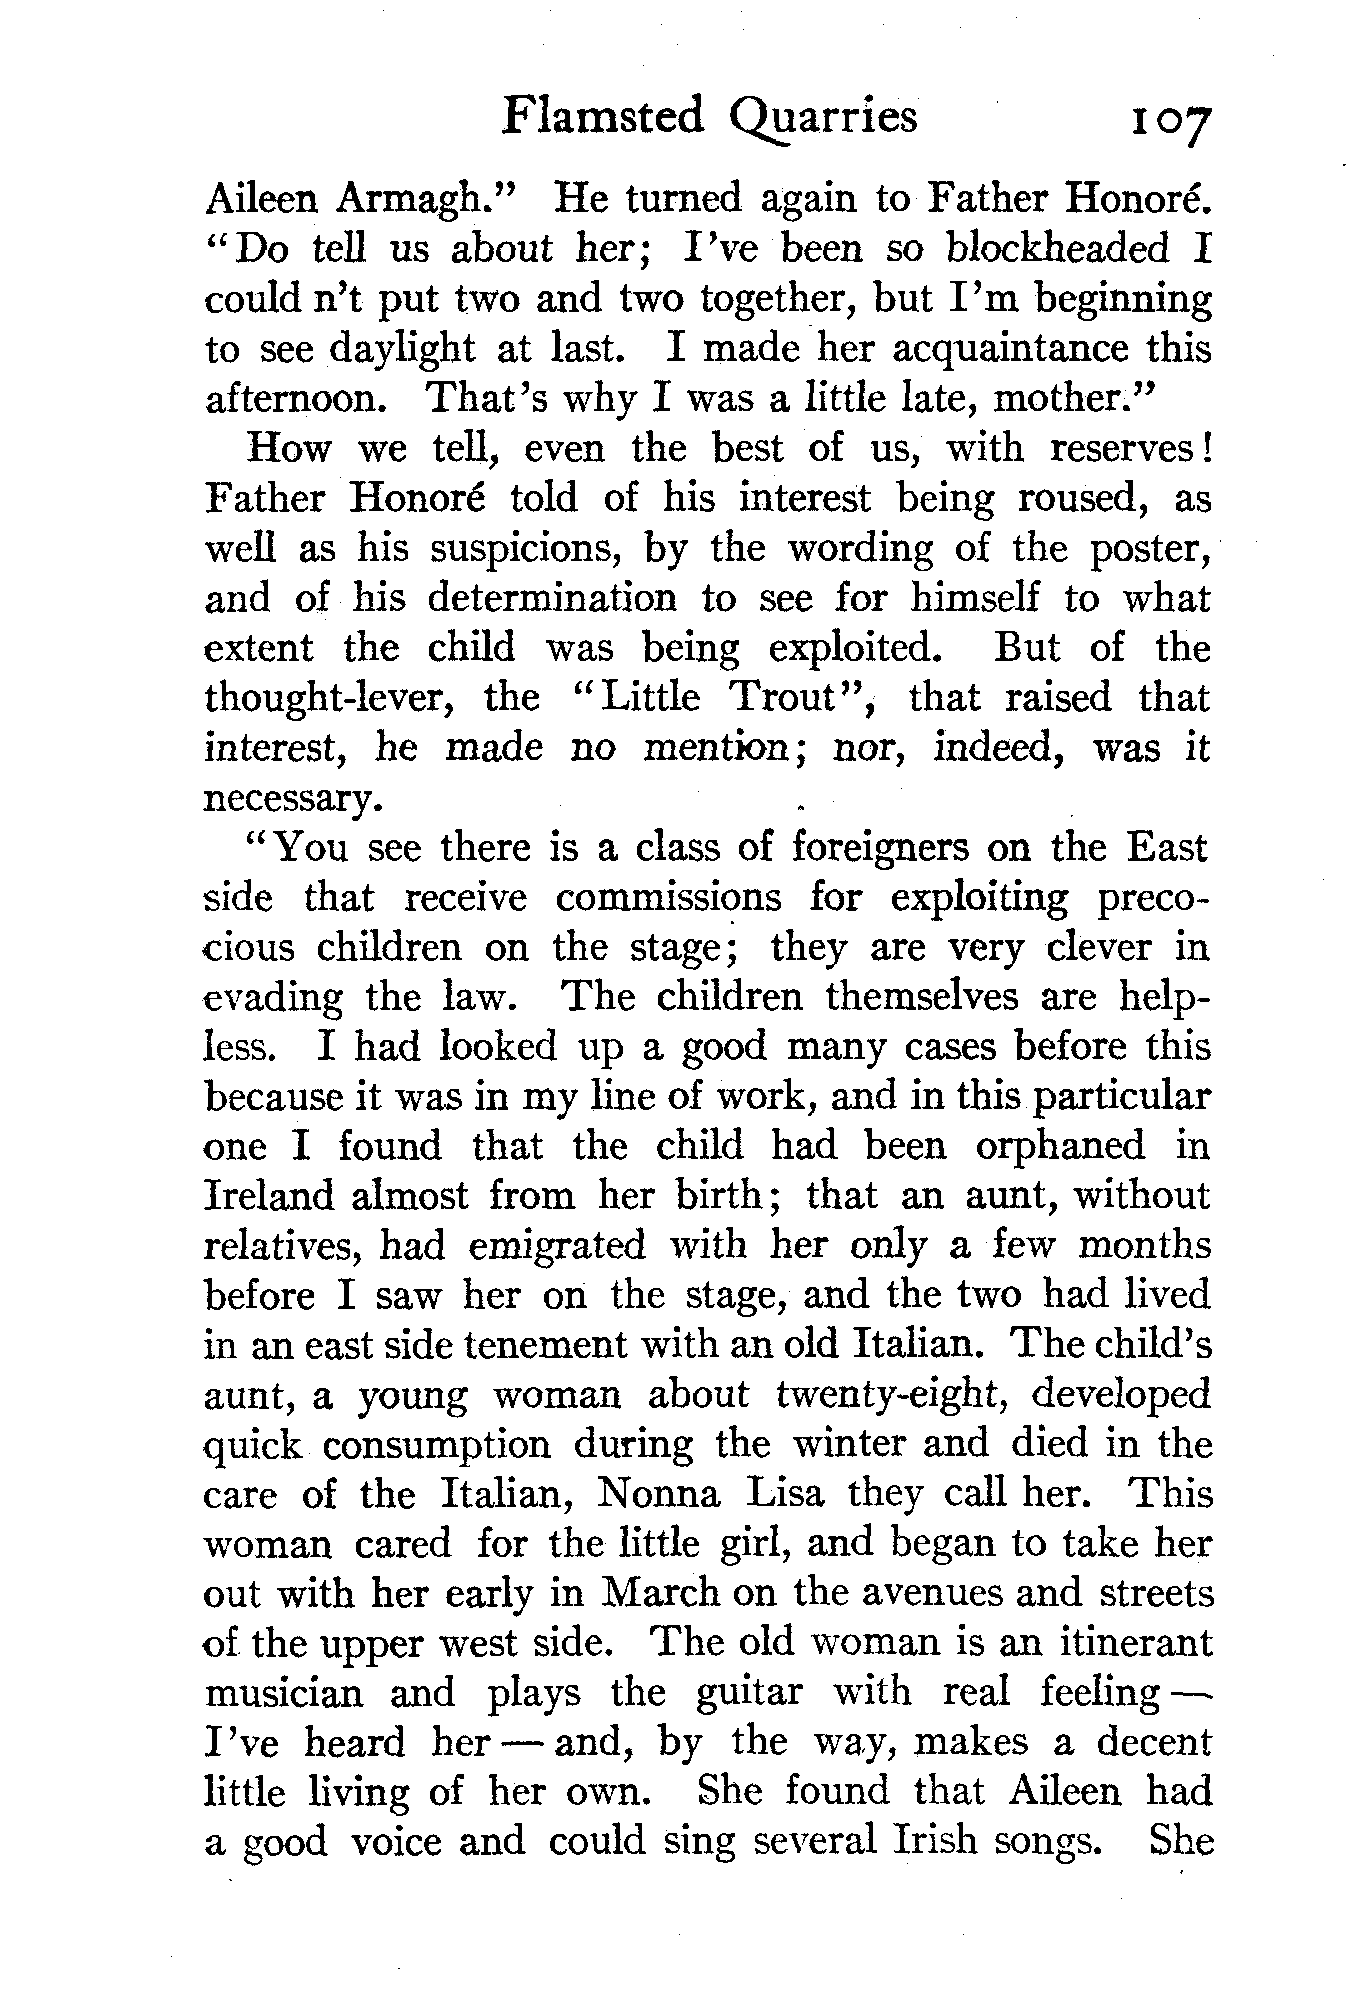 Flamsted Quarries 107
Aileen Armagh." He turned again to Father Honoré.
"Do tell us about her; I've been so blockheaded I
could n't put two and two together, but I'm beginning
to see daylight at last. I made her acquaintance this
afternoon. That's why I was a little late, mother."
How we tell, even the best of us, with reserves!
Father Honoré told of his interest being roused, as
well as his suspicions, by the wording of the poster,
and of his determination to see for himself to what
extent the child was being exploited. But of the
thought-lever, the "Little Trout", that raised that
interest, he made no mention; nor, indeed, was it
necessary.
"You see there is a class of foreigners on the East
side that receive commissions for exploiting preco-
cious children on the stage; they are very clever in
evading the law. The children themselves are help-
less. I had looked up a good many cases before this
because it was in my line of work, and in this particular
one I found that the child had been orphaned in
Ireland almost from her birth; that an aunt, without
relatives, had emigrated with her only a few months
before I saw her on the stage, and the two had lived
in an east side tenement with an old Italian. The child's
aunt, a young woman about twenty-eight, developed
quick consumption during the winter and died in the
care of the Italian, Nonna Lisa they call her. This
woman cared for the little girl, and began to take her
out with her early in March on the avenues and streets
of the upper west side. The old woman is an itinerant
musician and plays the guitar with real feeling —
I've heard her — and, by the way, makes a decent
little living of her own. She found that Aileen had
a good voice and could sing several Irish songs. She